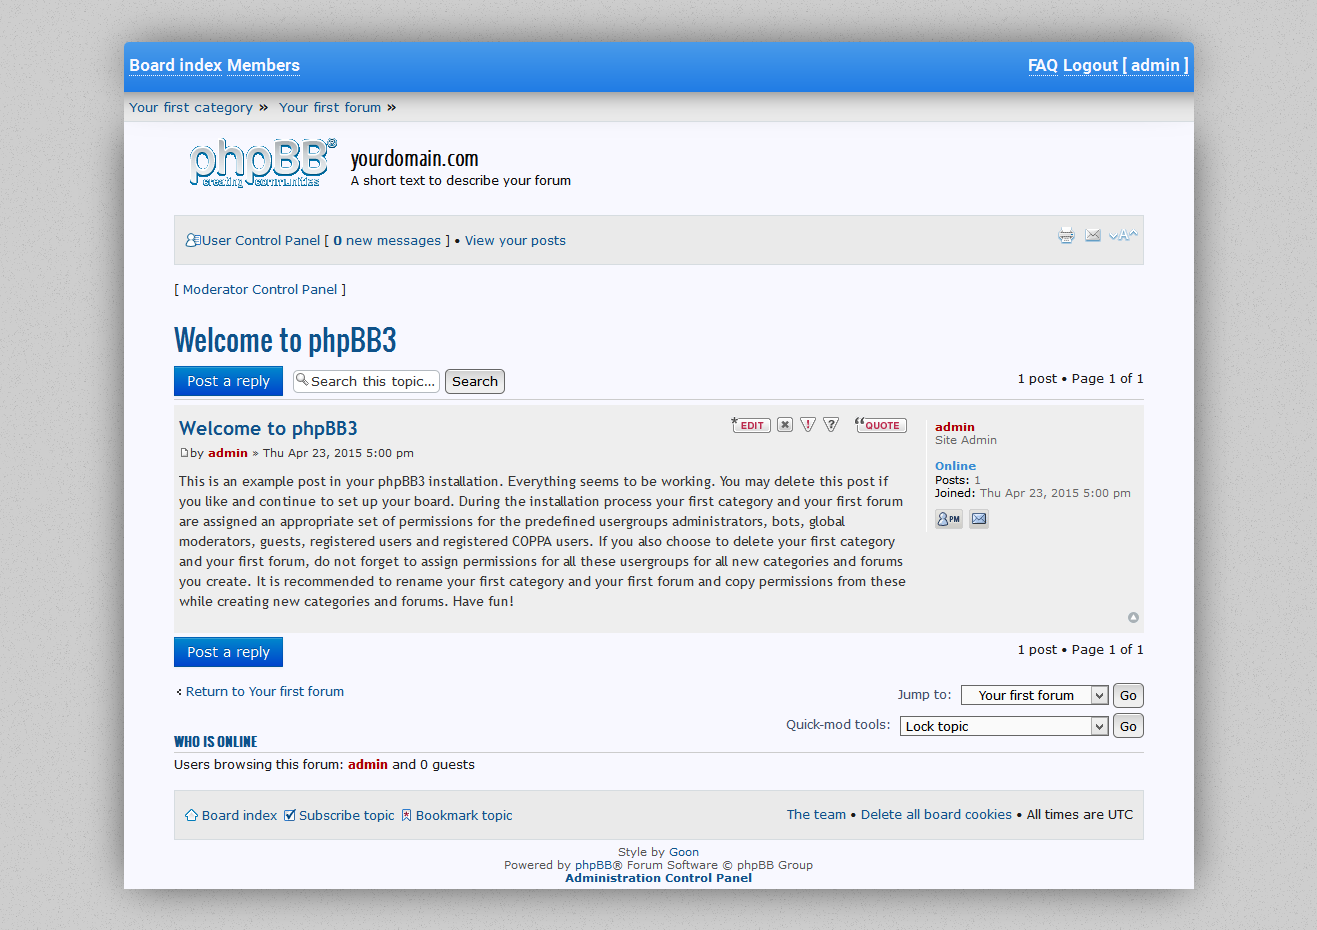 Board index Members FAQ Logout [ admin ]
Your first category » Your first forum »
phpBB®
creating communities
yourdomain.com
A short text to describe your forum
User Control Panel [ 0 new messages ] • View your posts
[ Moderator Control Panel ]
Welcome to phpBB3
Post a reply Search this topic... Search 1 post • Page 1 of 1
Welcome to phpBB3
EDIT QUOTE
by admin » Thu Apr 23, 2015 5:00 pm
This is an example post in your phpBB3 installation. Everything seems to be working. You may delete this post if
you like and continue to set up your board. During the installation process your first category and your first forum
are assigned an appropriate set of permissions for the predefined usergroups administrators, bots, global
moderators, guests, registered users and registered COPPA users. If you also choose to delete your first category
and your first forum, do not forget to assign permissions for all these usergroups for all new categories and forums
you create. It is recommended to rename your first category and your first forum and copy permissions from these
while creating new categories and forums. Have fun!
admin
Site Admin
Online
Posts: 1
Joined: Thu Apr 23, 2015 5:00 pm
PM
Post a reply 1 post • Page 1 of 1
Return to Your first forum Jump to: Your first forum Go
Quick-mod tools: Lock topic Go
WHO IS ONLINE
Users browsing this forum: admin and 0 guests
Board index Subscribe topic Bookmark topic The team • Delete all board cookies • All times are UTC
Style by Goon
Powered by phpBB® Forum Software © phpBB Group
Administration Control Panel